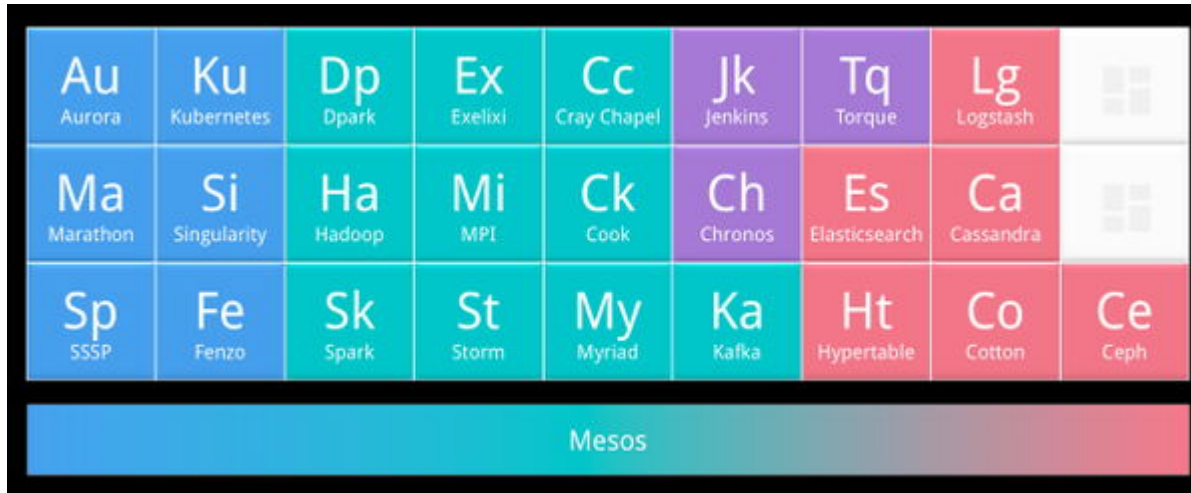 Au Ku Dp Ex Cc Jk Tq Lg
Aurora Kubernetes Dpark Exelixi Cray Chapel Jenkins Torque Logstash
Ma Si Ha Mi Ck Ch Es Ca
Marathon Singularity Hadoop MPI Cook Chronos Elasticsearch Cassandra
Sp Fe Sk St My Ka Ht Co Ce
SSSP Fenzo Spark Storm Myriad Kafka Hypertable Cotton Ceph
Mesos